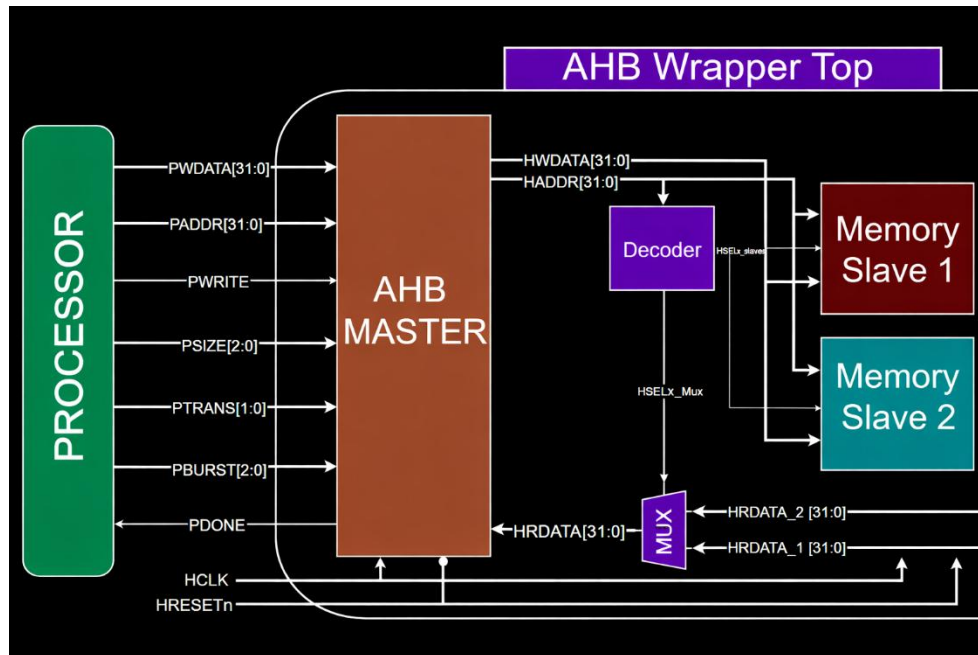 AHB Wrapper Top
PROCESSOR
PWDATA[31:0]
PADDR[31:0]
PWRITE
PSIZE[2:0]
PTRANS[1:0]
PBURST[2:0]
PDONE
HCLK
HRESETn
AHB
MASTER
HWDATA[31:0]
HADDR[31:0]
Decoder
HSELx_slaves
HSELx_Mux
Memory
Slave 1
Memory
Slave 2
HRDATA[31:0]
MUX
HRDATA_2 [31:0]
HRDATA_1 [31:0]